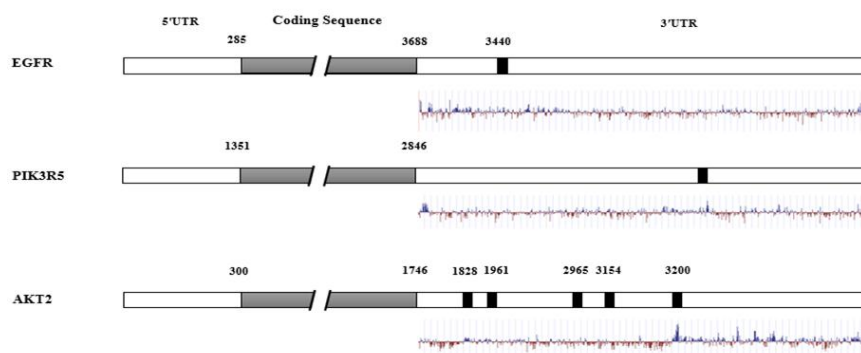 5'UTR Coding Sequence 3'UTR
285 3688 3440
EGFR
1351 2846
PIK3R5
300 1746 1828 1961 2965 3154 3200
AKT2